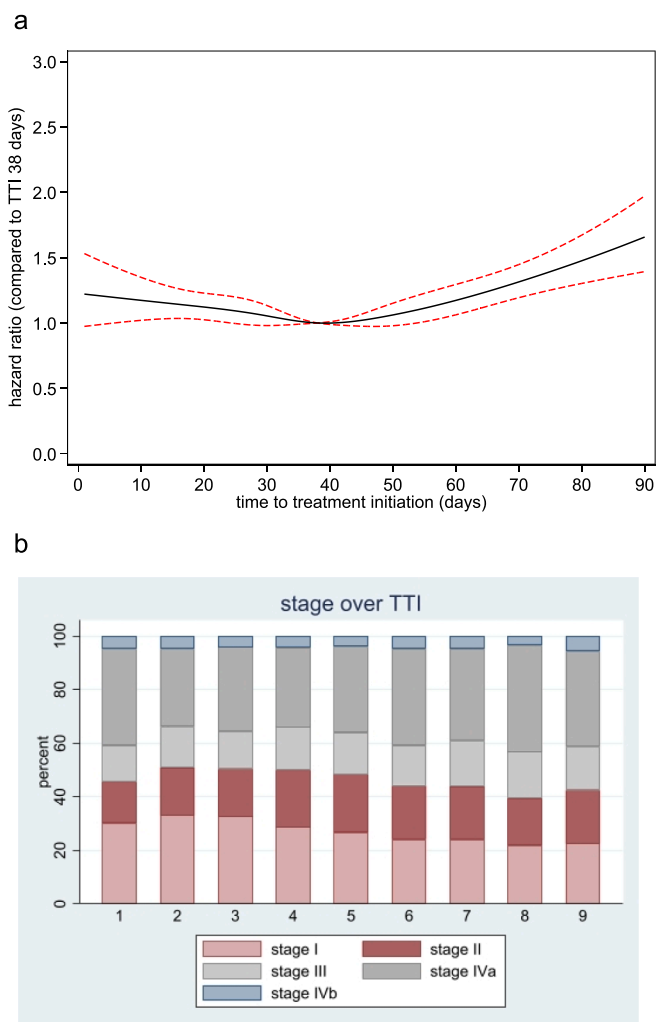 a
hazard ratio (compared to TTI 38 days)
3.0
2.5
2.0
1.5
1.0
0.5
0.0
0 10 20 30 40 50 60 70 80 90
time to treatment initiation (days)
b
stage over TTI
percent
100
80
60
40
20
0
1 2 3 4 5 6 7 8 9
stage I stage II
stage III stage IVa
stage IVb